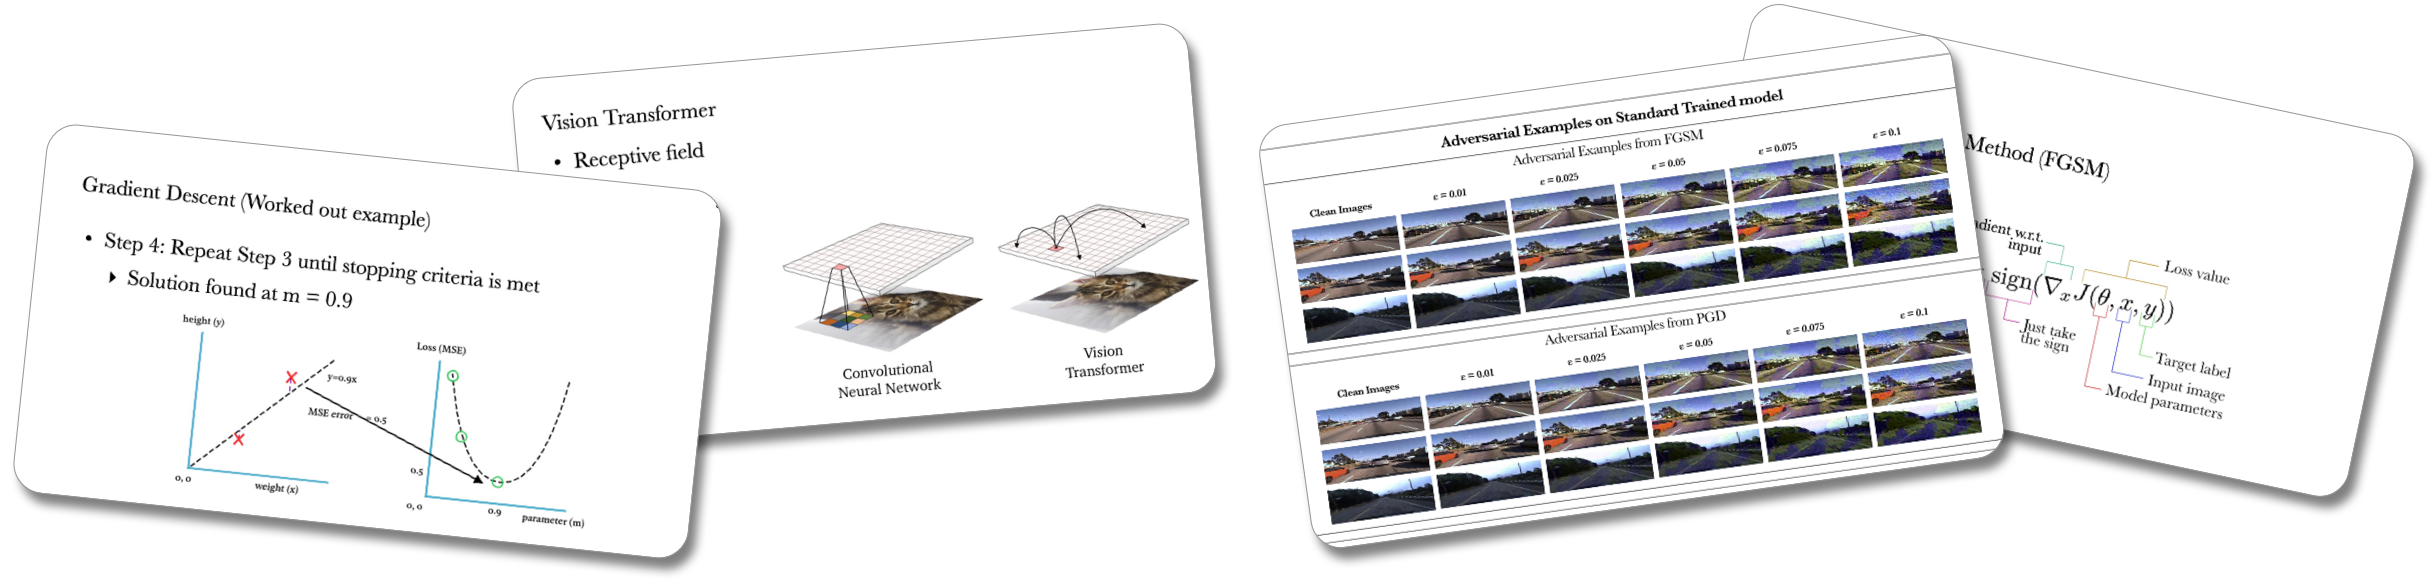 Gradient Descent (Worked out example)
• Step 4: Repeat Step 3 until stopping criteria is met
Solution found at m = 0.9
height (y)
y=0.9x
MSE error = 0.5
0, 0
weight (x)
Loss (MSE)
0.5
0, 0
0.9
parameter (m)
Vision Transformer
• Receptive field
Convolutional
Neural Network
Vision
Transformer
Adversarial Examples on Standard Trained model
Adversarial Examples from FGSM
Clean Images
ε = 0.01
ε = 0.025
ε = 0.05
ε = 0.075
ε = 0.1
Adversarial Examples from PGD
Clean Images
ε = 0.01
ε = 0.025
ε = 0.05
ε = 0.075
ε = 0.1
Method (FGSM)
dient w.r.t.
input
Loss value
sign(∇ₓJ(θ, x, y))
Just take
the sign
Target label
Input image
Model parameters